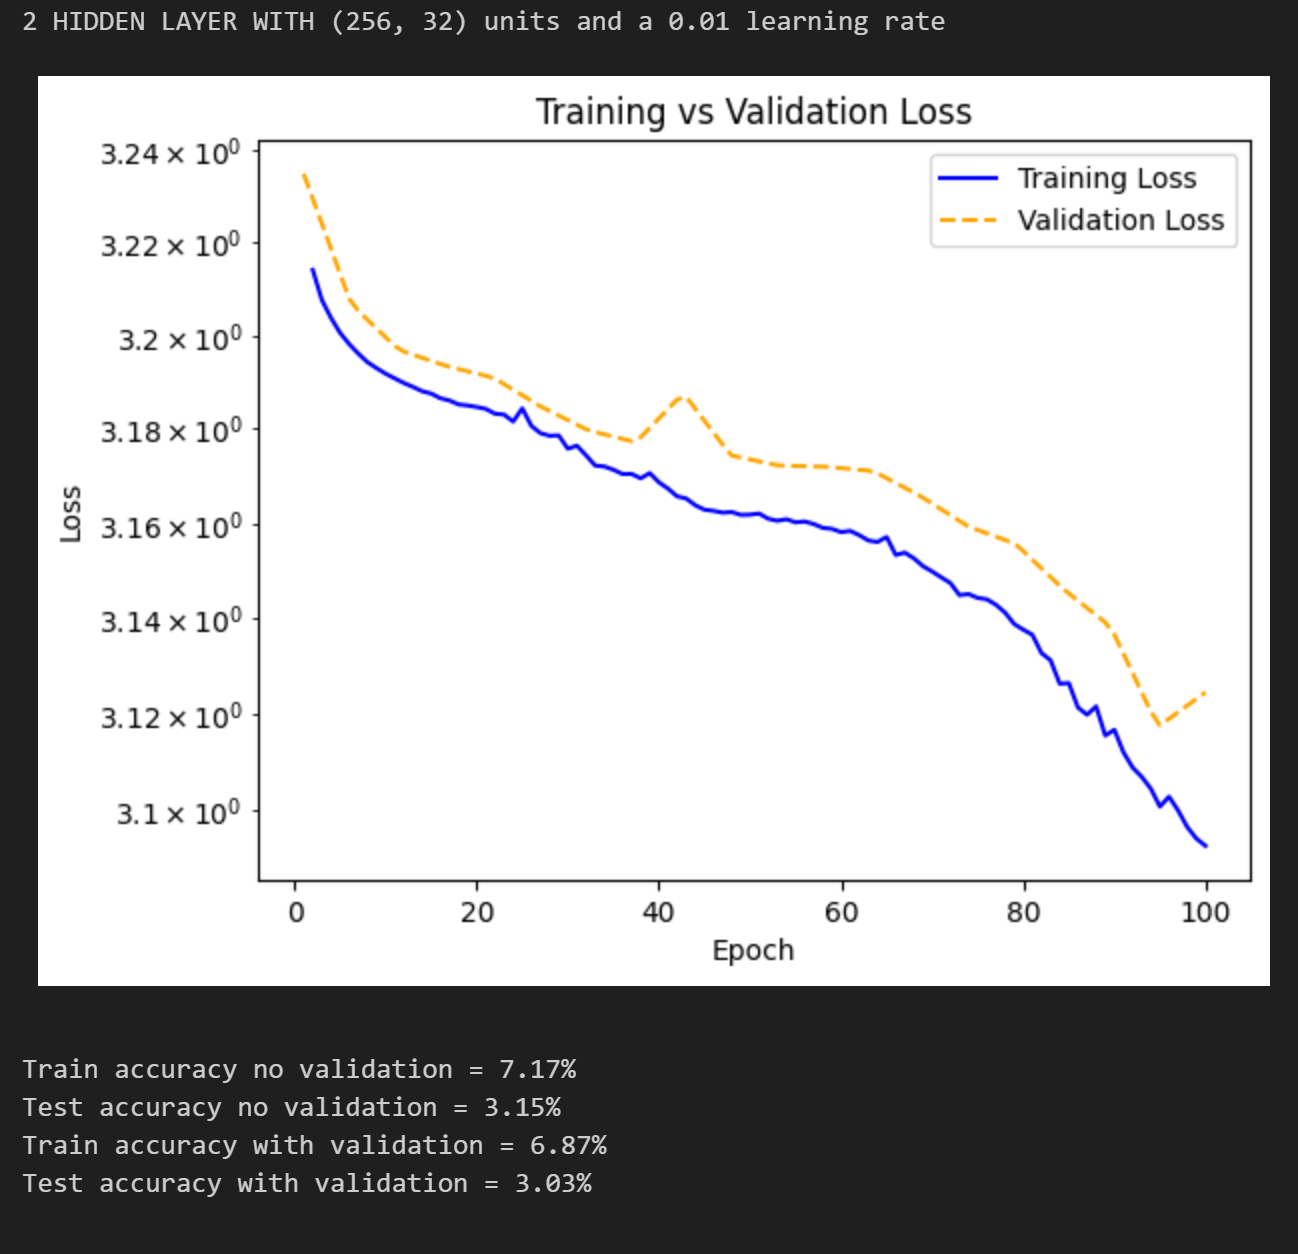 2 HIDDEN LAYER WITH (256, 32) units and a 0.01 learning rate
Training vs Validation Loss
Training Loss
Validation Loss
3.24 × 10⁰
3.22 × 10⁰
3.2 × 10⁰
3.18 × 10⁰
3.16 × 10⁰
3.14 × 10⁰
3.12 × 10⁰
3.1 × 10⁰
Loss
0 20 40 60 80 100
Epoch
Train accuracy no validation = 7.17%
Test accuracy no validation = 3.15%
Train accuracy with validation = 6.87%
Test accuracy with validation = 3.03%